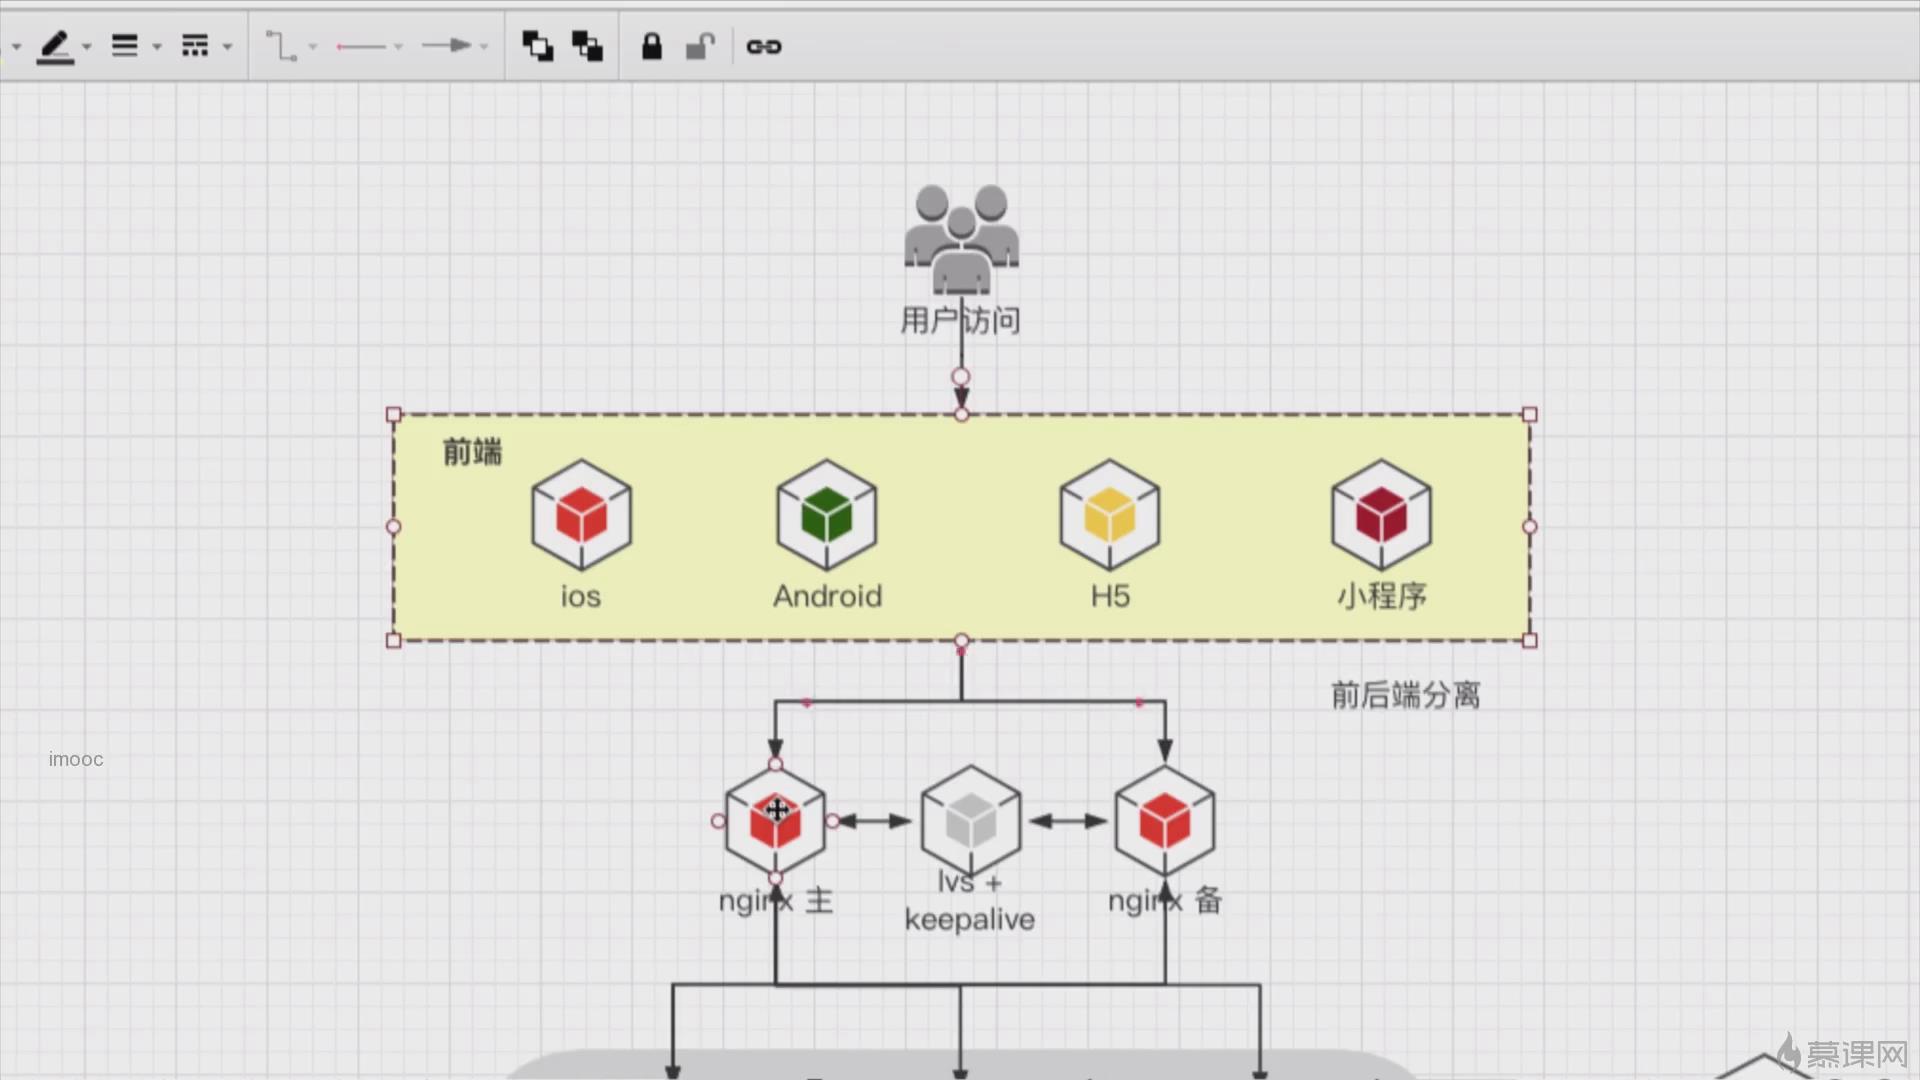 用户访问
前端
ios
Android
H5
小程序
前后端分离
imooc
nginx 主
lvs +
keepalive
nginx 备
慕课网